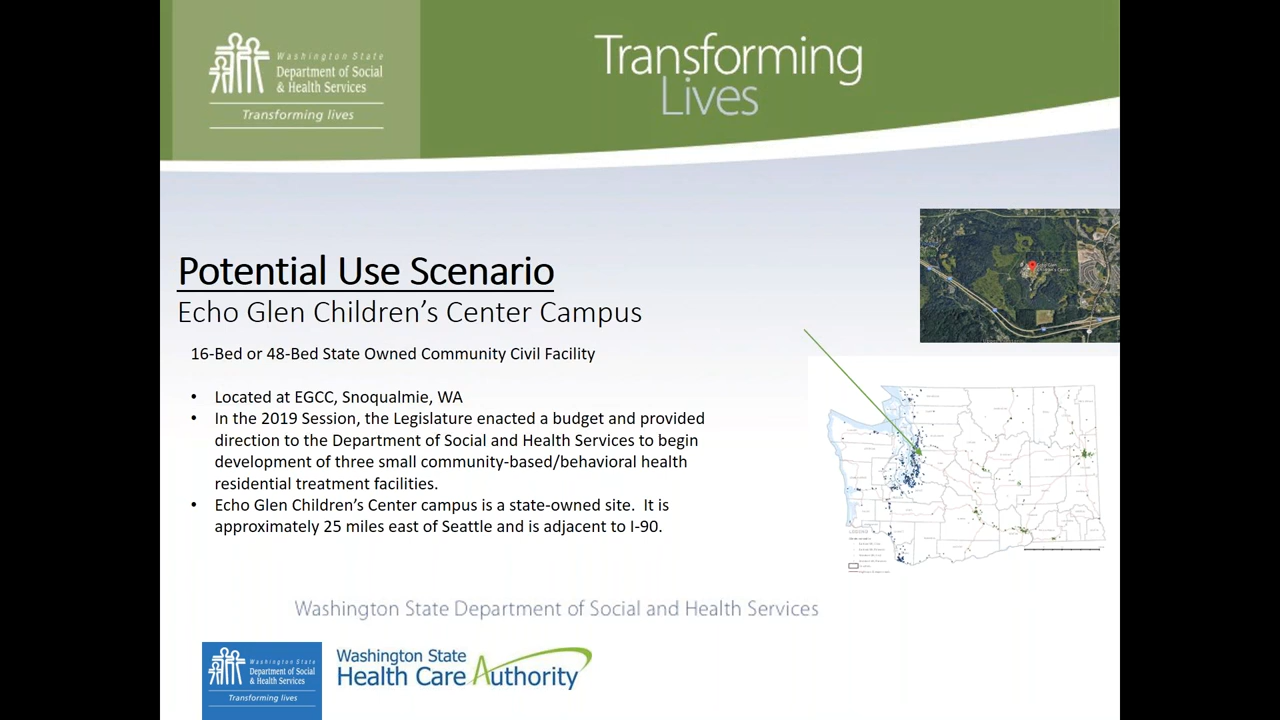 Washington State
Department of Social
& Health Services
Transforming lives
Transforming
Lives
Potential Use Scenario
Echo Glen Children’s Center Campus
16-Bed or 48-Bed State Owned Community Civil Facility
• Located at EGCC, Snoqualmie, WA
• In the 2019 Session, the Legislature enacted a budget and provided
direction to the Department of Social and Health Services to begin
development of three small community-based/behavioral health
residential treatment facilities.
• Echo Glen Children’s Center campus is a state-owned site.  It is
approximately 25 miles east of Seattle and is adjacent to I-90.
Washington State Department of Social and Health Services
Washington State
Department of Social
& Health Services
Transforming lives
Washington State
Health Care Authority